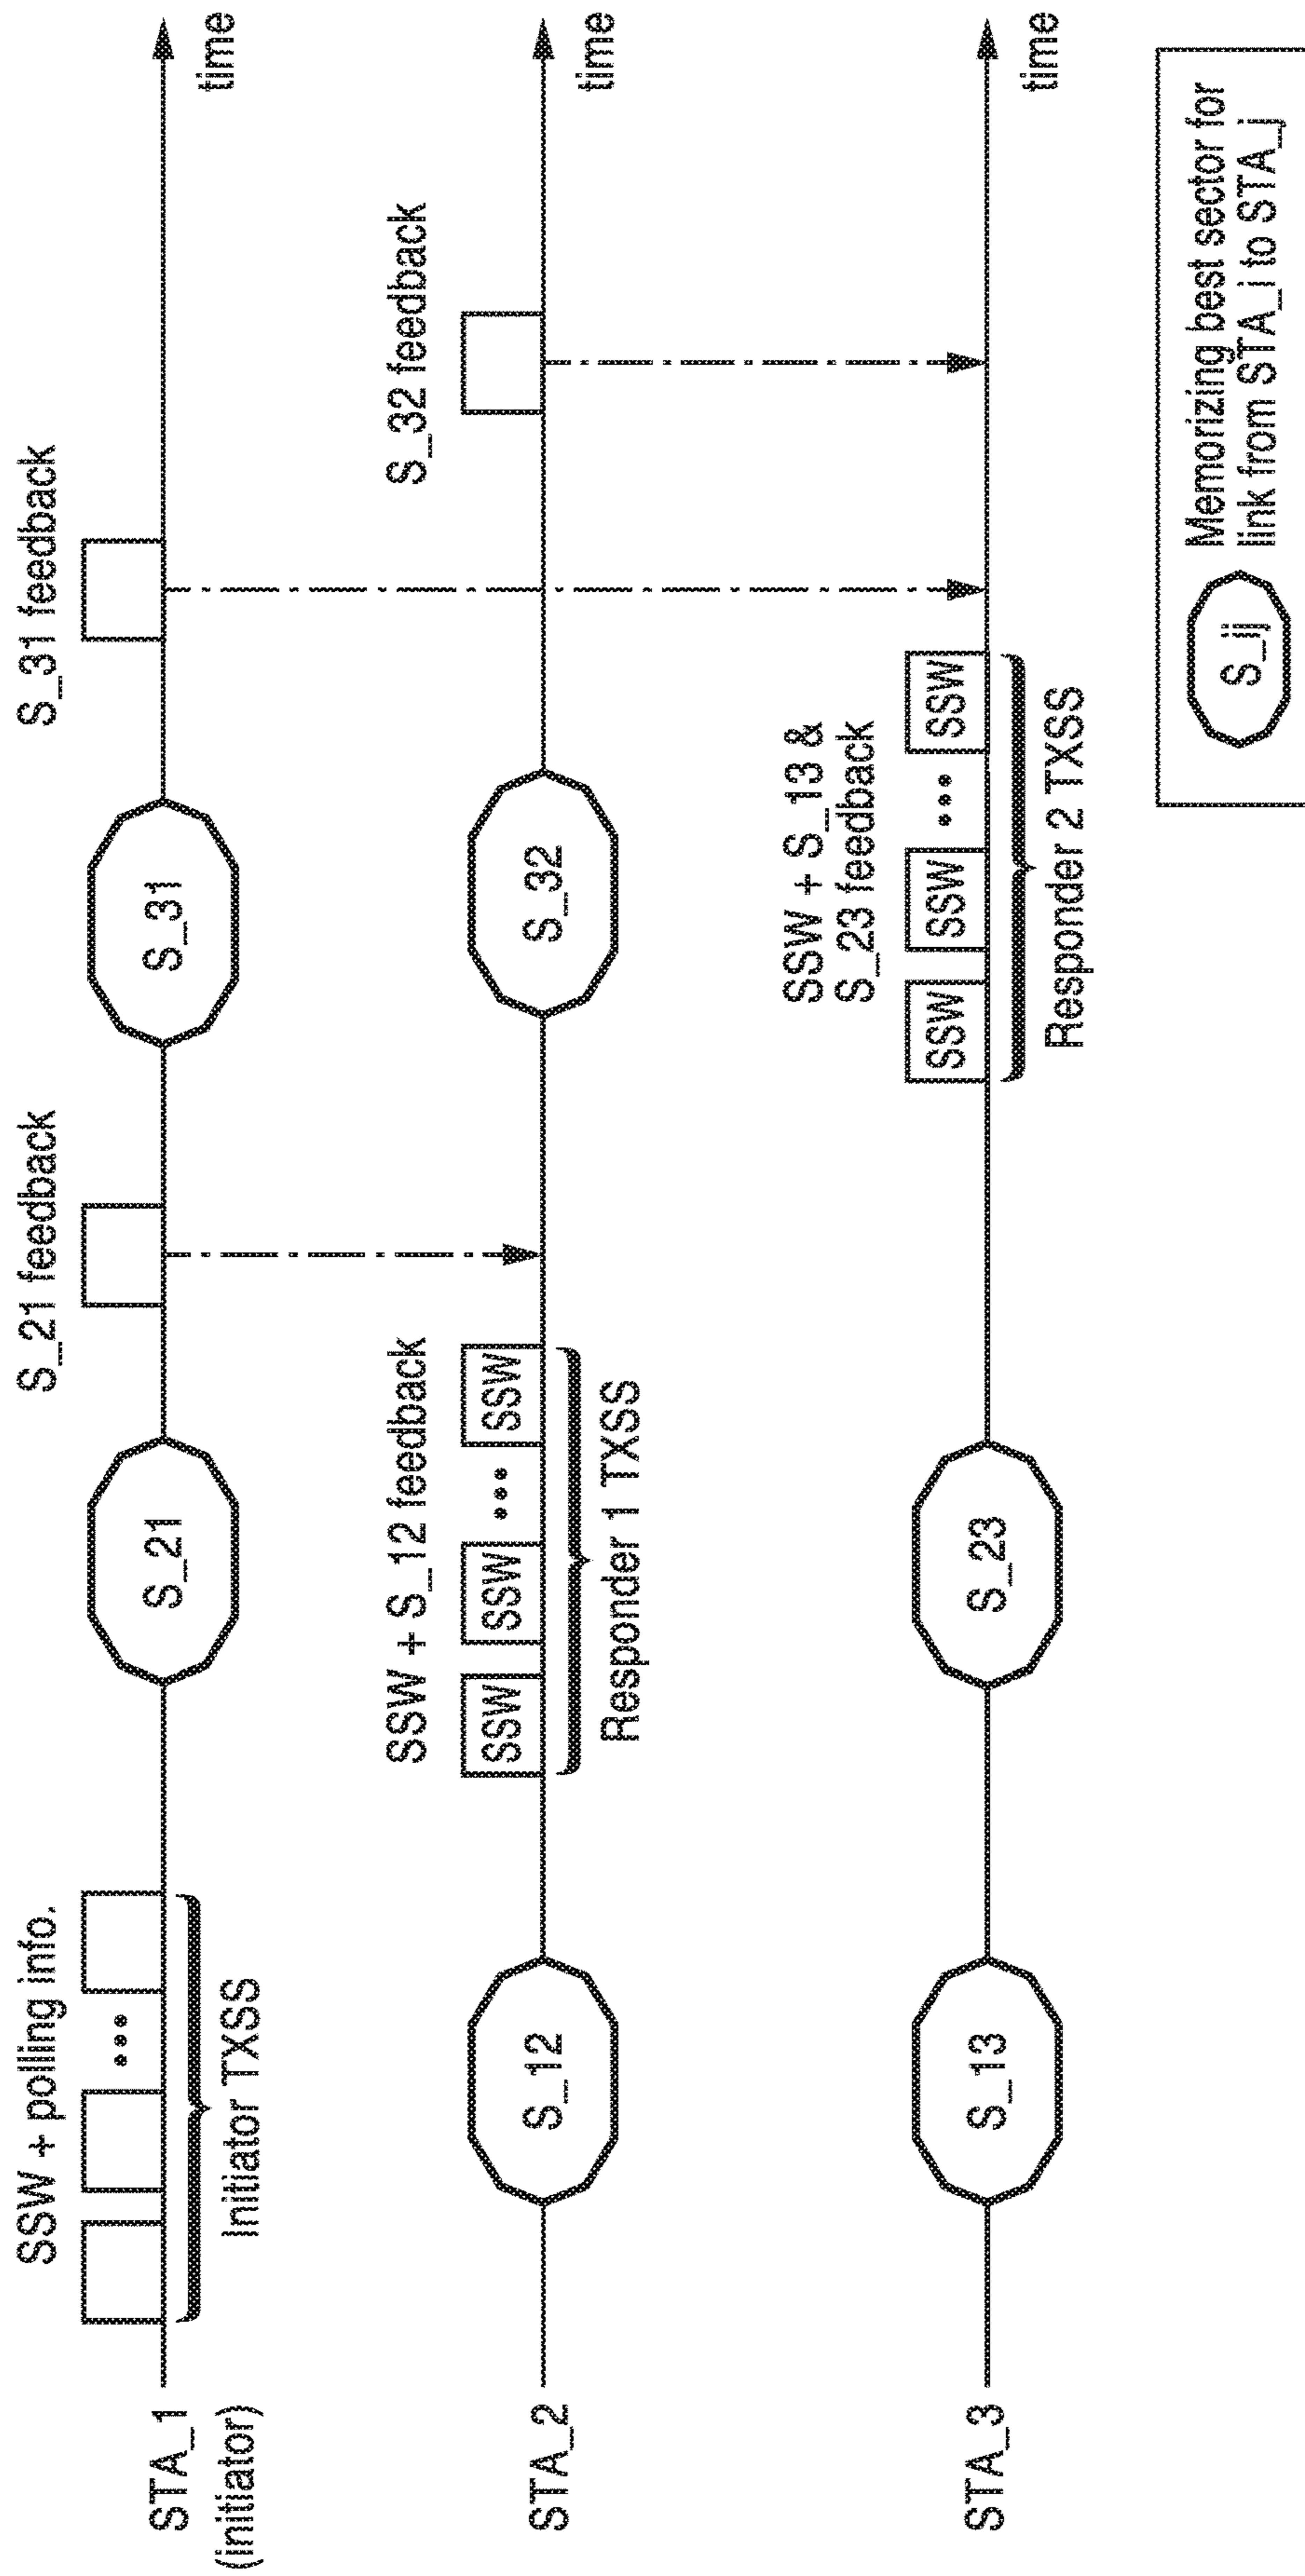 SSW + polling info.
S_21 feedback
S_31 feedback
STA_1
(initiator)
Initiator TXSS
S_21
S_31
time
SSW + S_12 feedback
S_32 feedback
STA_2
S_12
SSW
SSW
•••
SSW
Responder 1 TXSS
S_32
time
SSW + S_13 &
S_23 feedback
STA_3
S_13
S_23
SSW
SSW
•••
SSW
Responder 2 TXSS
time
S_ij
Memorizing best sector for
link from STA_i to STA_j